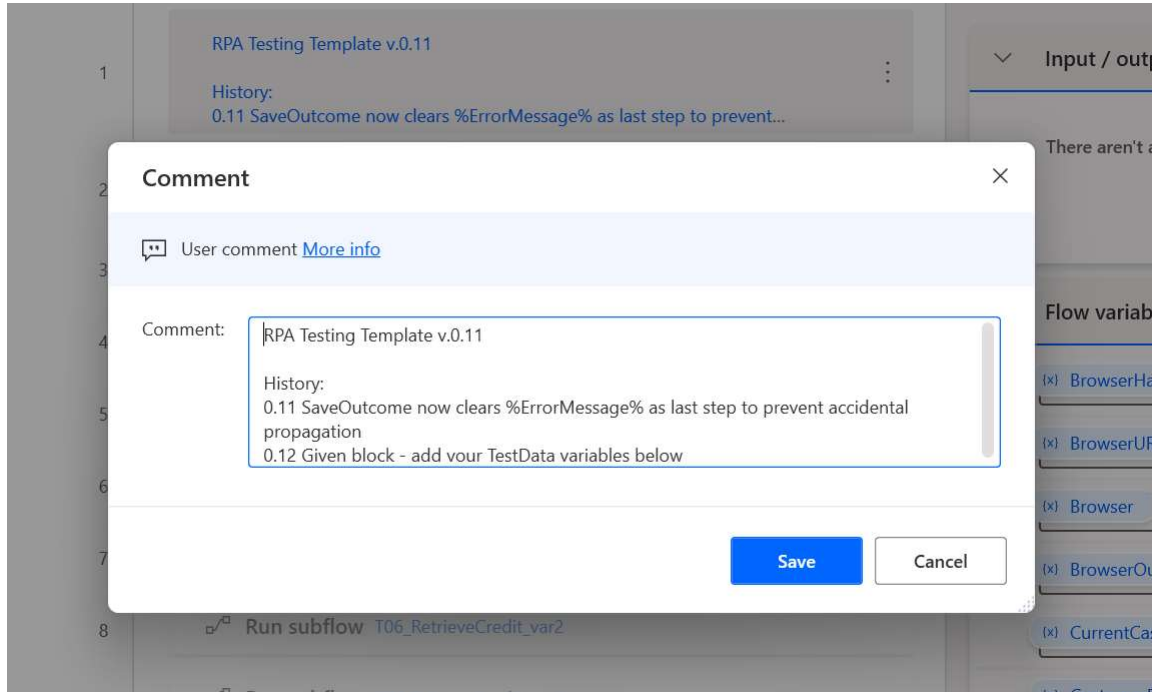 1
RPA Testing Template v.0.11
History:
0.11 SaveOutcome now clears %ErrorMessage% as last step to prevent...
Input / outp
There aren't a
2
3
4
5
6
7
8
Comment
User comment More info
Comment:
RPA Testing Template v.0.11
History:
0.11 SaveOutcome now clears %ErrorMessage% as last step to prevent accidental
propagation
0.12 Given block - add your TestData variables below
Save Cancel
Run subflow T06_RetrieveCredit_var2
Flow variab
(x) BrowserHa
(x) BrowserUR
(x) Browser
(x) BrowserOu
(x) CurrentCas